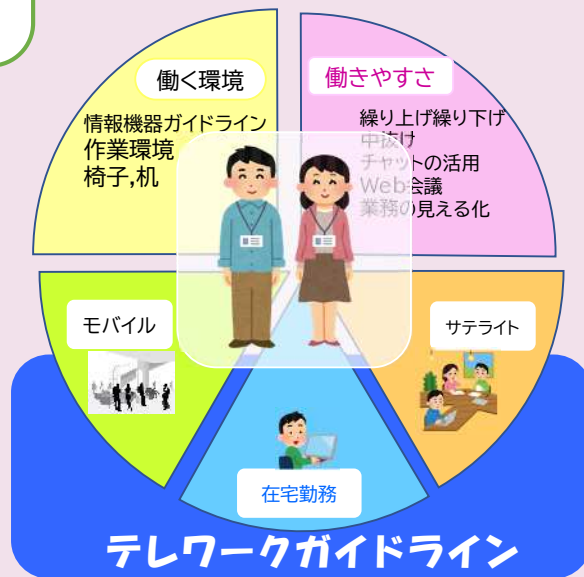 働く環境
情報機器ガイドライン
作業環境
椅子,机
働きやすさ
繰り上げ繰り下げ
中抜け
チャットの活用
Web会議
業務の見える化
モバイル
サテライト
在宅勤務
テレワークガイドライン